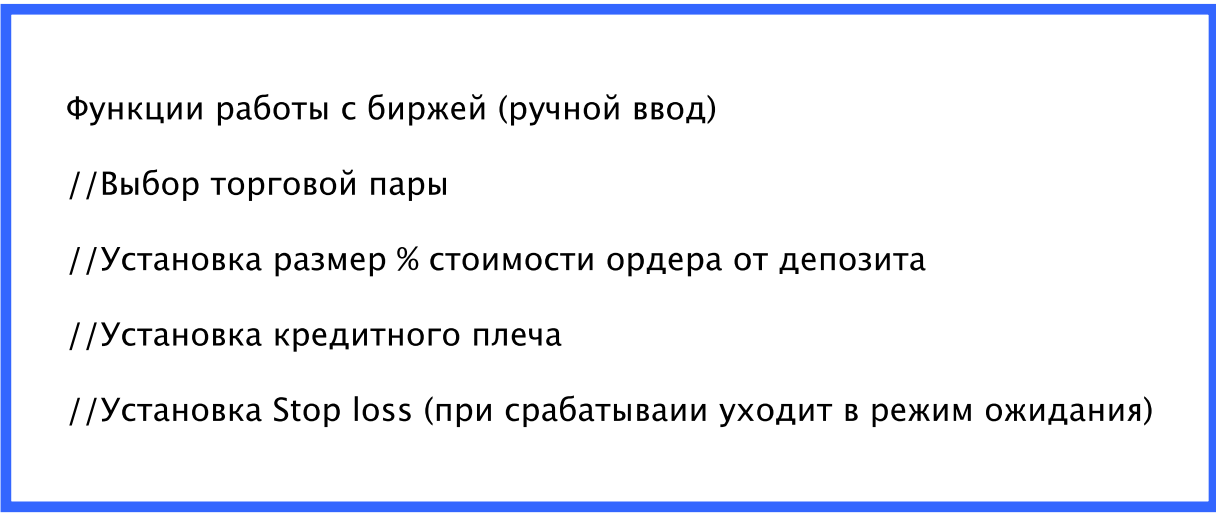 Функции работы с биржей (ручной ввод)
//Выбор торговой пары
//Установка размер % стоимости ордера от депозита
//Установка кредитного плеча
//Установка Stop loss (при срабатываии уходит в режим ожидания)